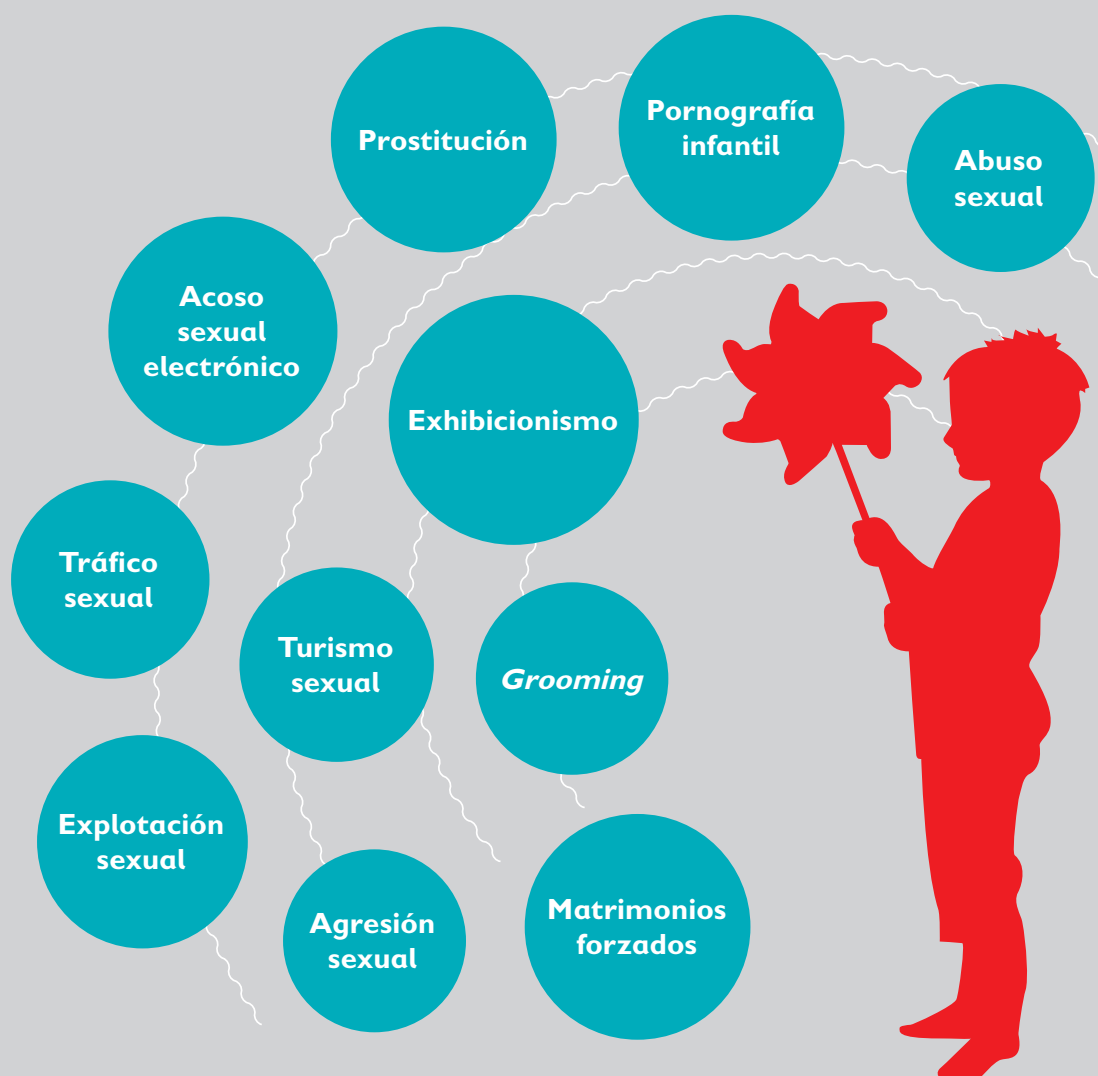 Prostitución
Pornografía
infantil
Abuso
sexual
Acoso
sexual
electrónico
Exhibicionismo
Tráfico
sexual
Turismo
sexual
Grooming
Explotación
sexual
Agresión
sexual
Matrimonios
forzados